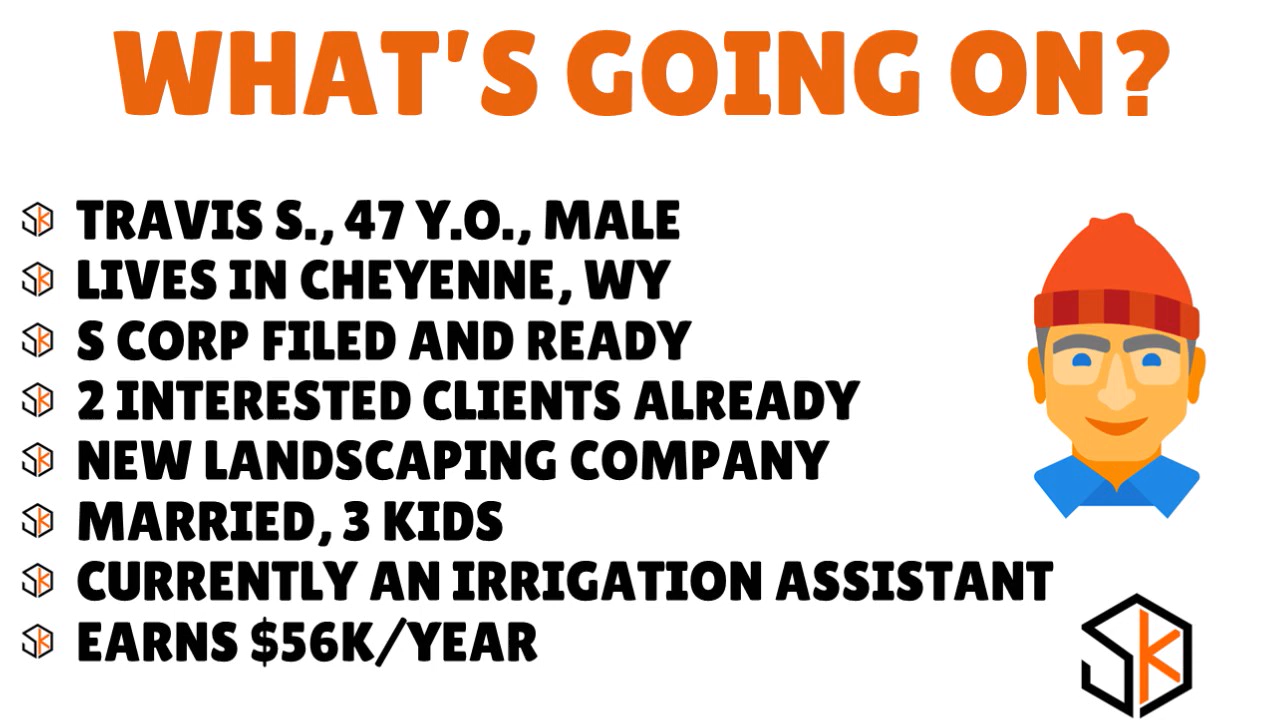 WHAT'S GOING ON?
TRAVIS S., 47 Y.O., MALE
LIVES IN CHEYENNE, WY
S CORP FILED AND READY
2 INTERESTED CLIENTS ALREADY
NEW LANDSCAPING COMPANY
MARRIED, 3 KIDS
CURRENTLY AN IRRIGATION ASSISTANT
EARNS $56K/YEAR
SK